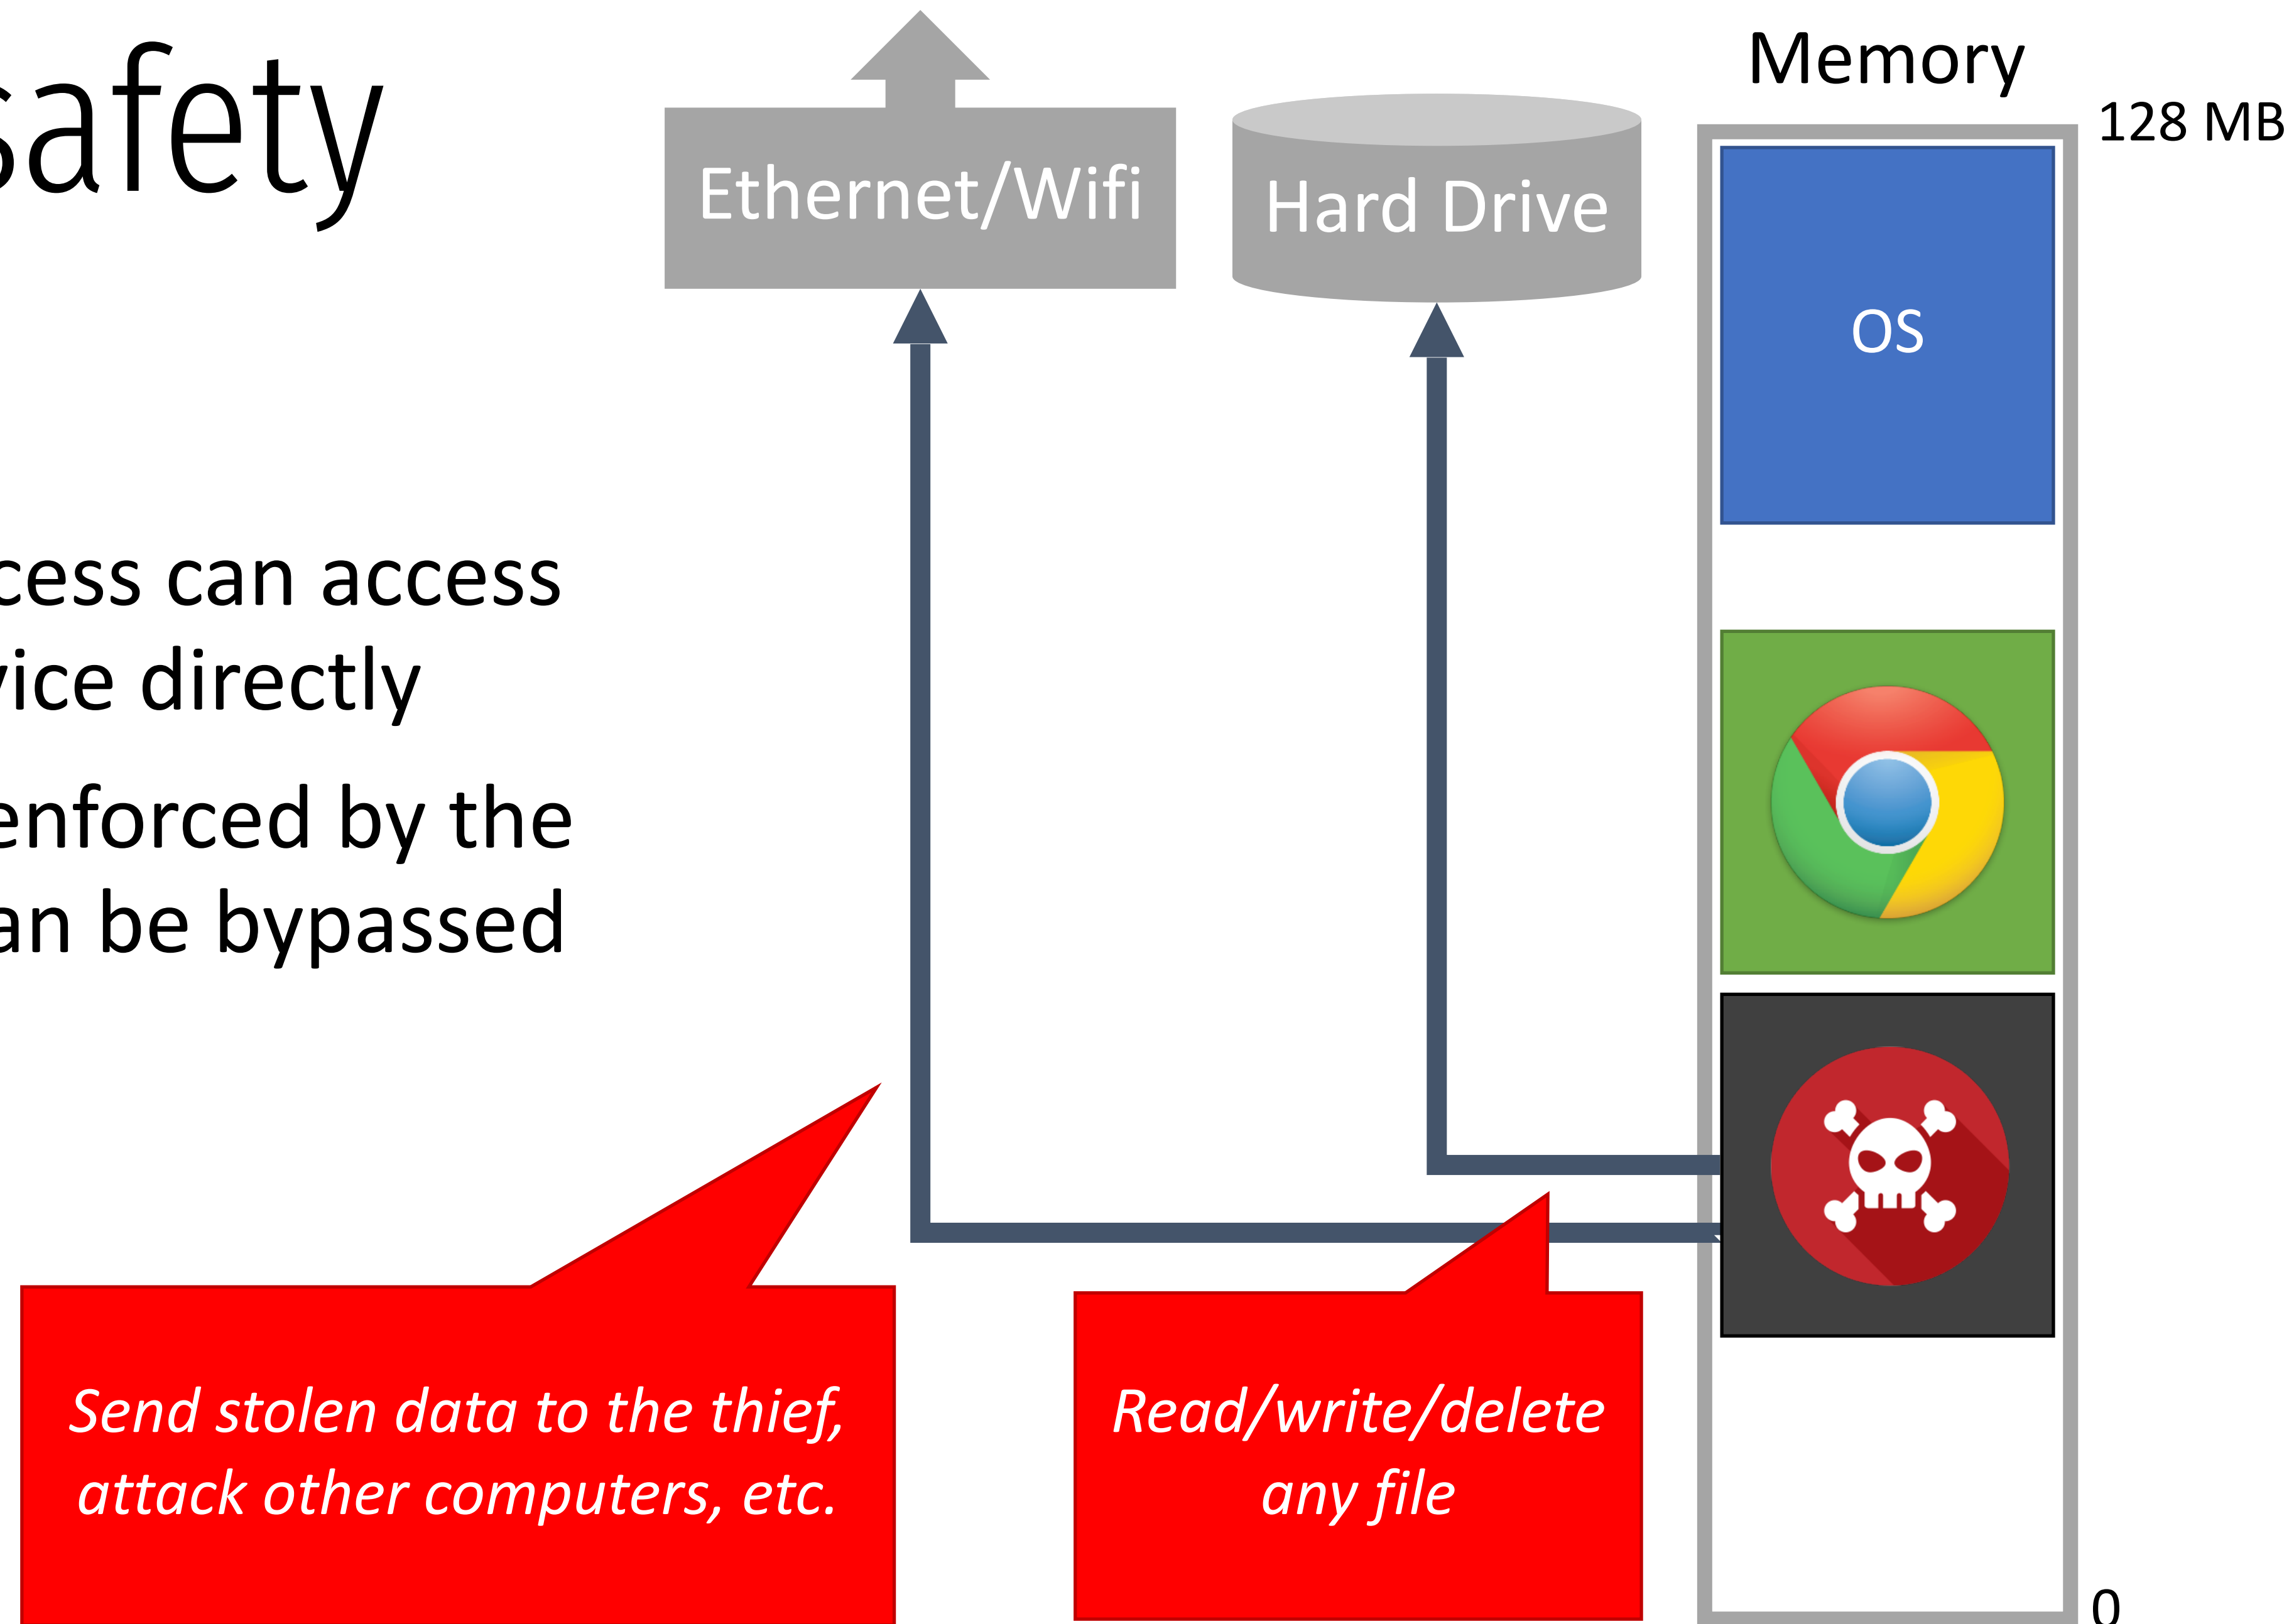 safety
cess can access
vice directly
enforced by the
an be bypassed
Ethernet/Wifi
Hard Drive
Memory
128 MB
OS
Send stolen data to the thief,
attack other computers, etc.
Read/write/delete
any file
0